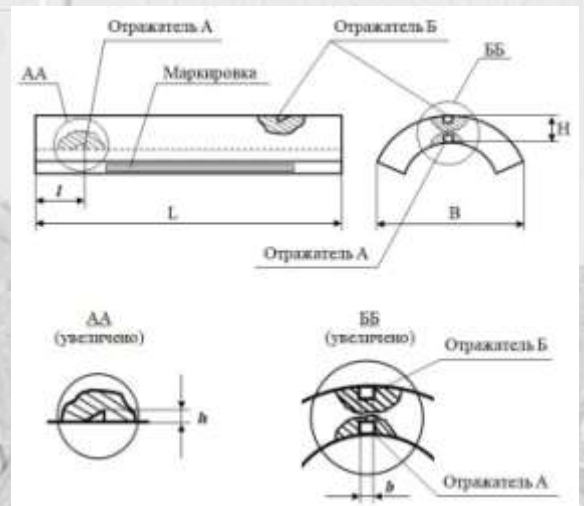 Отражатель А
Отражатель Б
АА
ББ
Маркировка
H
l
L
B
Отражатель А
АА
(увеличено)
ББ
(увеличено)
Отражатель Б
h
Отражатель А
b